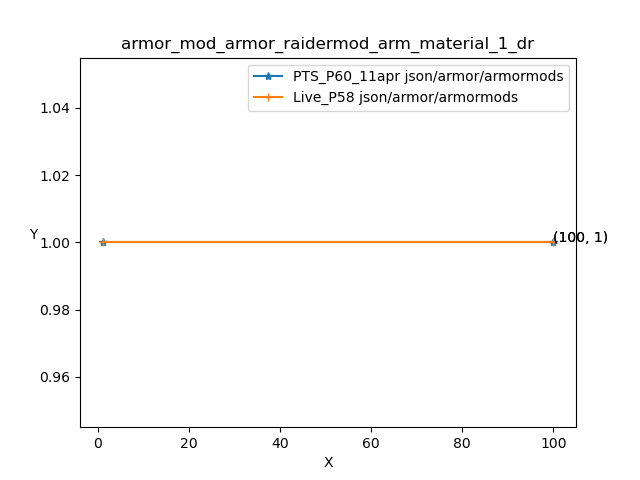 armor_mod_armor_raidermod_arm_material_1_dr
PTS_P60_11apr json/armor/armormods
Live_P58 json/armor/armormods
1.04
1.02
1.00
0.98
0.96
Y
(100, 1)
0 20 40 60 80 100
X